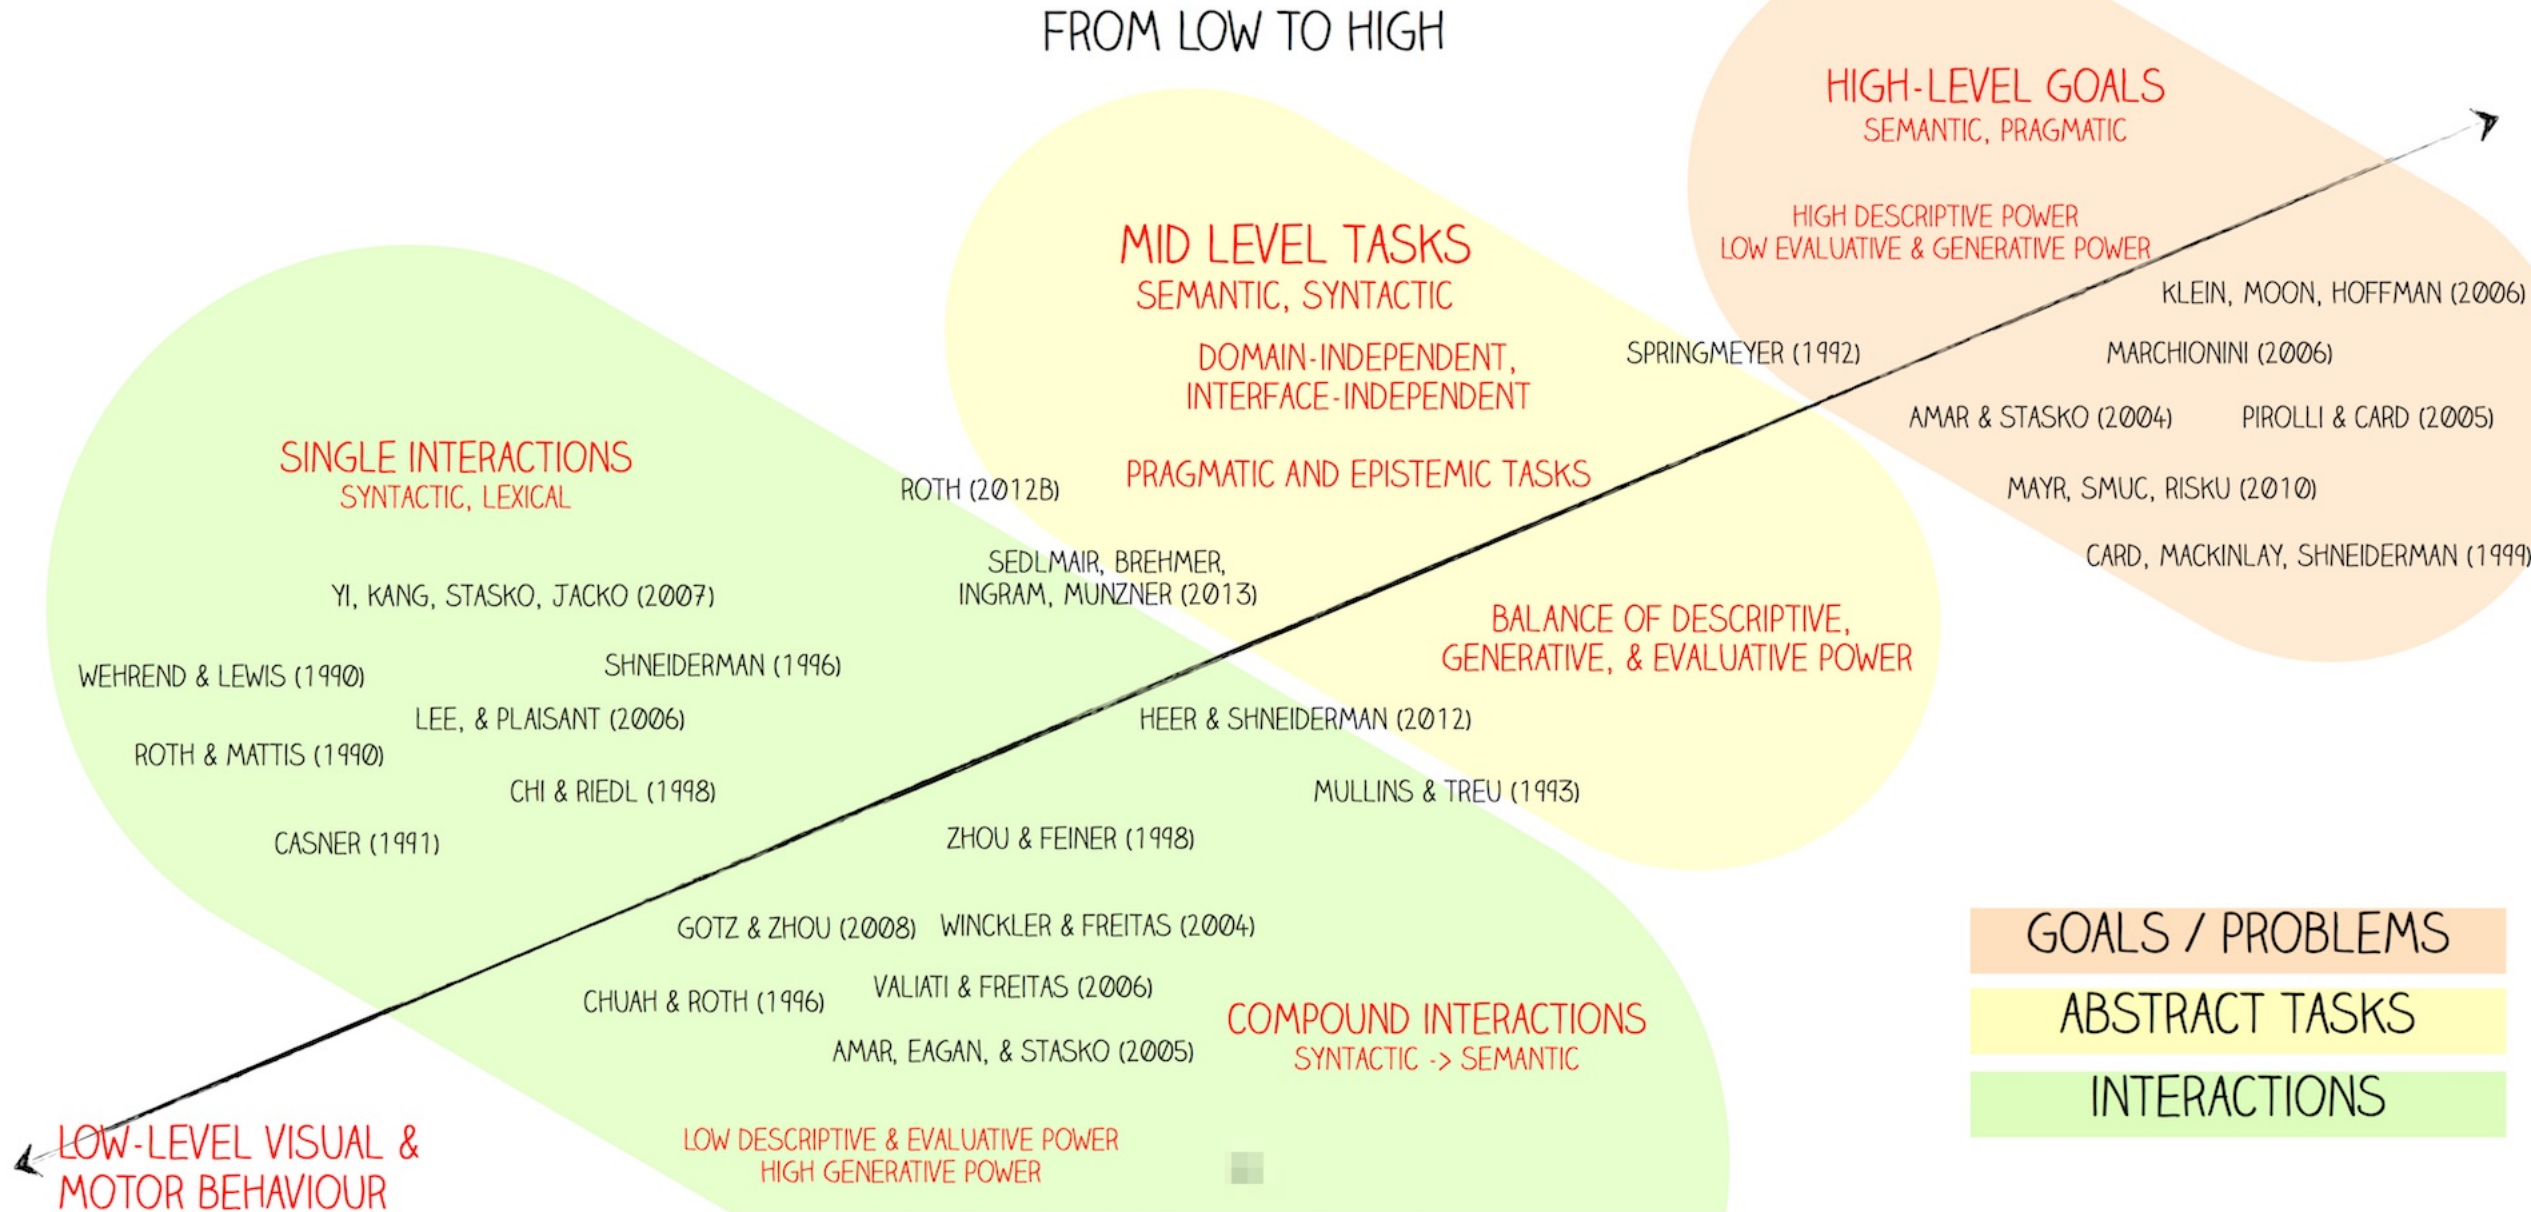 FROM LOW TO HIGH
HIGH-LEVEL GOALS
SEMANTIC, PRAGMATIC
HIGH DESCRIPTIVE POWER
LOW EVALUATIVE & GENERATIVE POWER
KLEIN, MOON, HOFFMAN (2006)
SPRINGMEYER (1992)
MARCHIONINI (2006)
AMAR & STASKO (2004)
PIROLLI & CARD (2005)
MAYR, SMUC, RISKU (2010)
CARD, MACKINLAY, SHNEIDERMAN (1999)
MID LEVEL TASKS
SEMANTIC, SYNTACTIC
DOMAIN-INDEPENDENT,
INTERFACE-INDEPENDENT
PRAGMATIC AND EPISTEMIC TASKS
ROTH (2012B)
SEDLMAIR, BREHMER,
INGRAM, MUNZNER (2013)
BALANCE OF DESCRIPTIVE,
GENERATIVE, & EVALUATIVE POWER
HEER & SHNEIDERMAN (2012)
MULLINS & TREU (1993)
SINGLE INTERACTIONS
SYNTACTIC, LEXICAL
YI, KANG, STASKO, JACKO (2007)
SHNEIDERMAN (1996)
WEHREND & LEWIS (1990)
LEE, & PLAISANT (2006)
ROTH & MATTIS (1990)
CHI & RIEDL (1998)
CASNER (1991)
ZHOU & FEINER (1998)
GOTZ & ZHOU (2008)
WINCKLER & FREITAS (2004)
CHUAH & ROTH (1996)
VALIATI & FREITAS (2006)
AMAR, EAGAN, & STASKO (2005)
COMPOUND INTERACTIONS
SYNTACTIC -> SEMANTIC
LOW DESCRIPTIVE & EVALUATIVE POWER
HIGH GENERATIVE POWER
LOW-LEVEL VISUAL &
MOTOR BEHAVIOUR
GOALS / PROBLEMS
ABSTRACT TASKS
INTERACTIONS